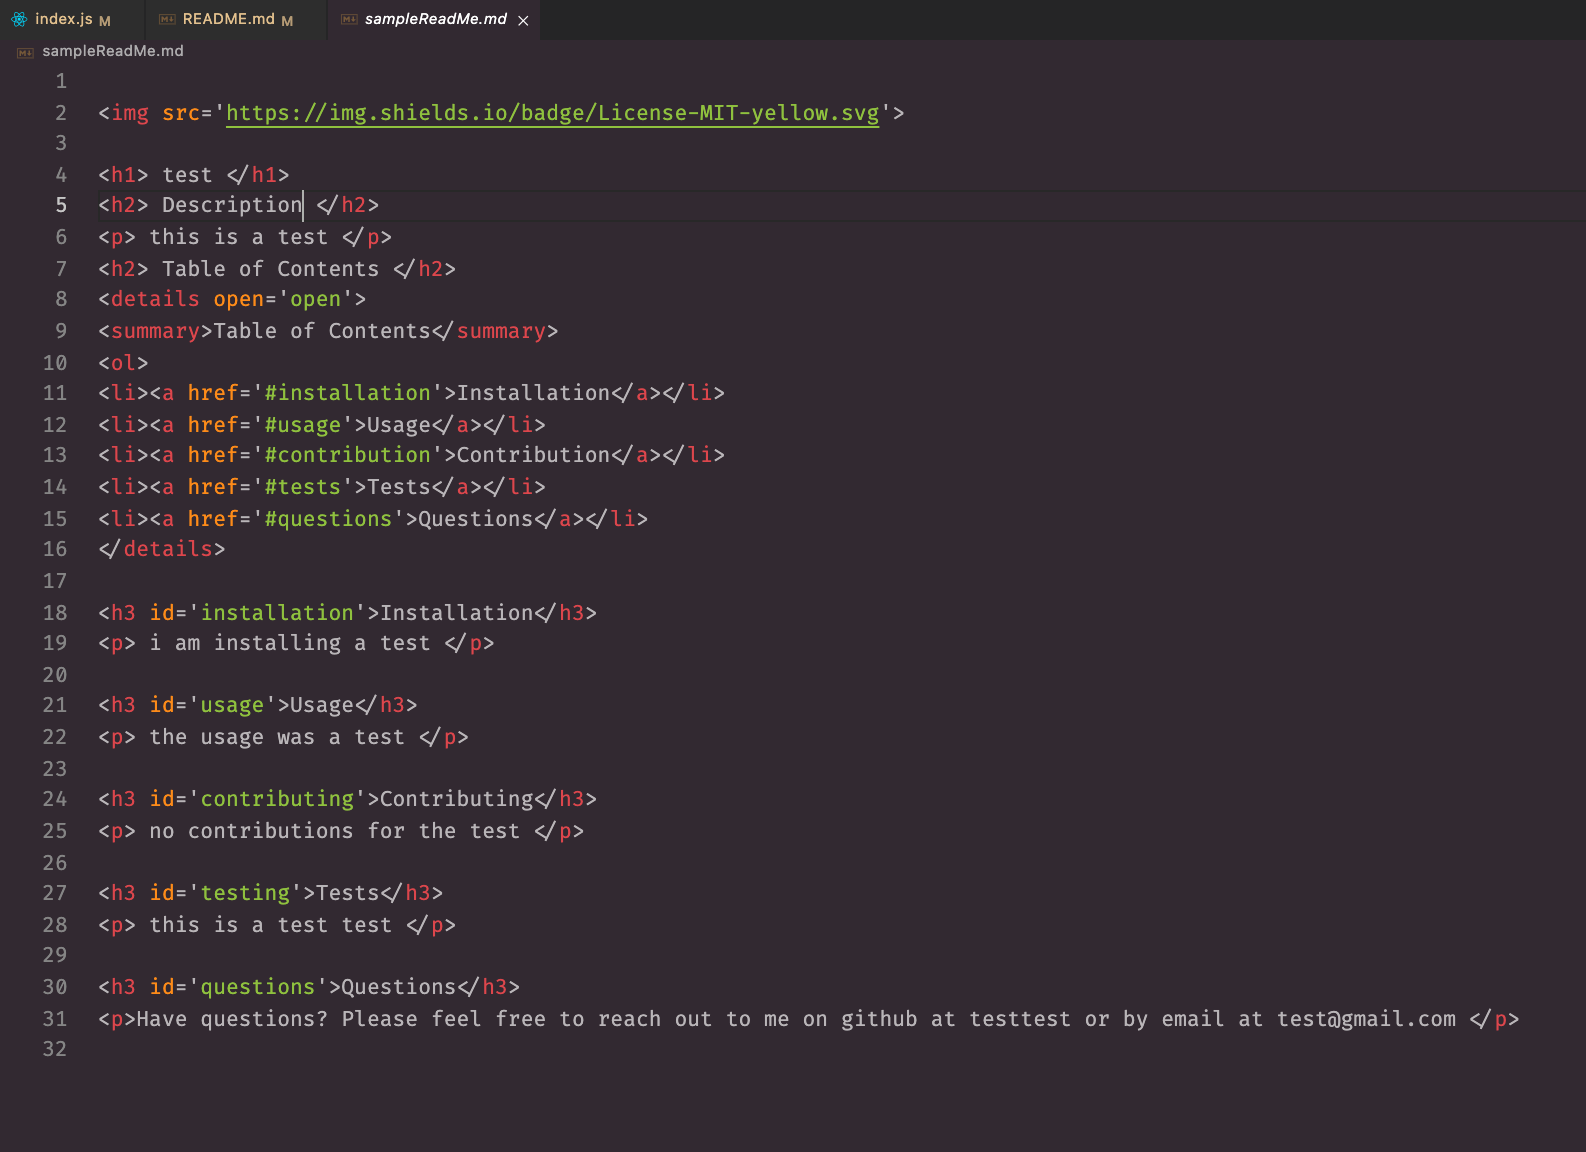 index.js M
README.md M
sampleReadMe.md ×
sampleReadMe.md
1
2 <img src='https://img.shields.io/badge/License-MIT-yellow.svg'>
3
4 <h1> test </h1>
5 <h2> Description </h2>
6 <p> this is a test </p>
7 <h2> Table of Contents </h2>
8 <details open='open'>
9 <summary>Table of Contents</summary>
10 <ol>
11 <li><a href='#installation'>Installation</a></li>
12 <li><a href='#usage'>Usage</a></li>
13 <li><a href='#contribution'>Contribution</a></li>
14 <li><a href='#tests'>Tests</a></li>
15 <li><a href='#questions'>Questions</a></li>
16 </details>
17
18 <h3 id='installation'>Installation</h3>
19 <p> i am installing a test </p>
20
21 <h3 id='usage'>Usage</h3>
22 <p> the usage was a test </p>
23
24 <h3 id='contributing'>Contributing</h3>
25 <p> no contributions for the test </p>
26
27 <h3 id='testing'>Tests</h3>
28 <p> this is a test test </p>
29
30 <h3 id='questions'>Questions</h3>
31 <p>Have questions? Please feel free to reach out to me on github at testtest or by email at test@gmail.com </p>
32